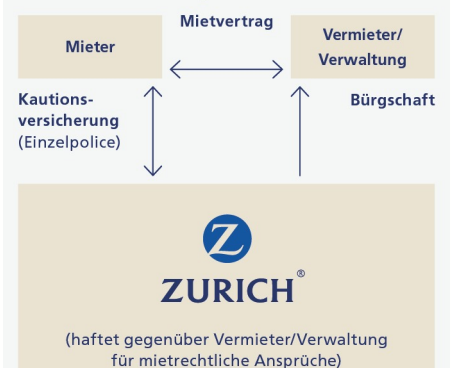 Mietvertrag
Mieter
Vermieter/
Verwaltung
Kautions-
versicherung
(Einzelpolice)
Bürgschaft
Z
ZURICH®
(haftet gegenüber Vermieter/Verwaltung
für mietrechtliche Ansprüche)